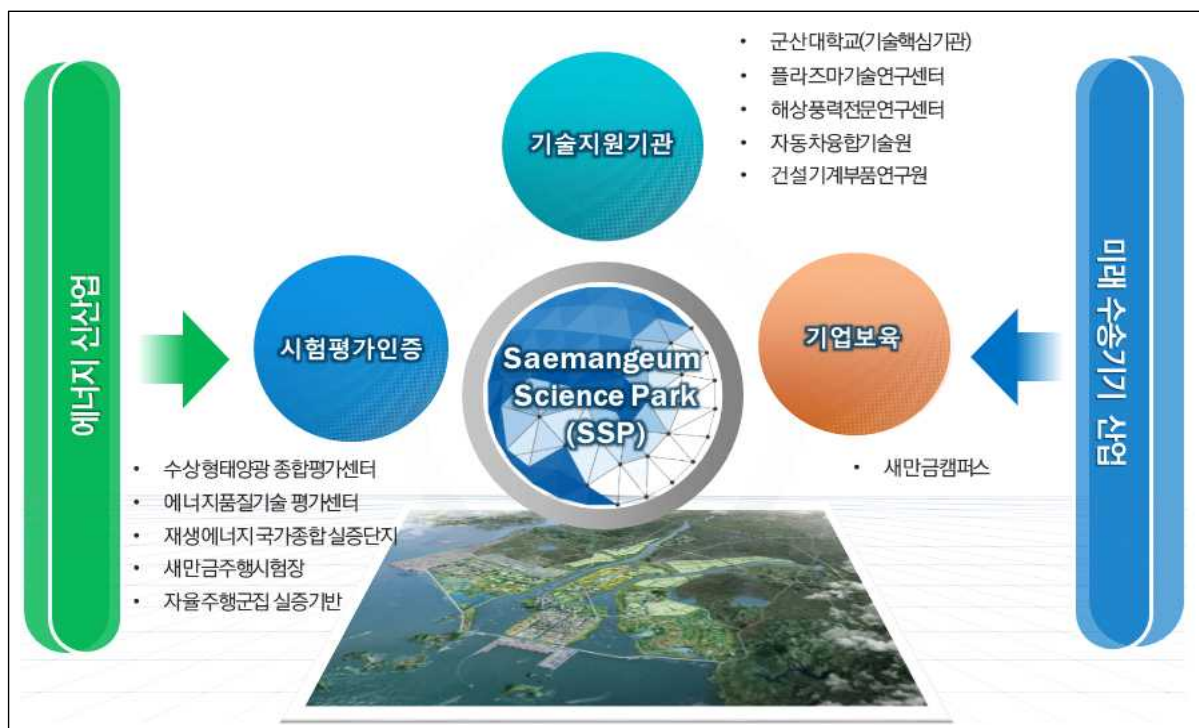 군산대학교(기술핵심기관)
플라즈마기술연구센터
해상풍력전문연구센터
자동차융합기술원
건설기계부품연구원
기술지원기관
에너지 신산업
시험평가인증
Saemangeum
Science Park
(SSP)
기업보육
미래 수송기기 산업
수상형태양광 종합평가센터
에너지품질기술 평가센터
재생에너지 국가종합 실증단지
새만금주행시험장
자율주행군집 실증기반
새만금캠퍼스